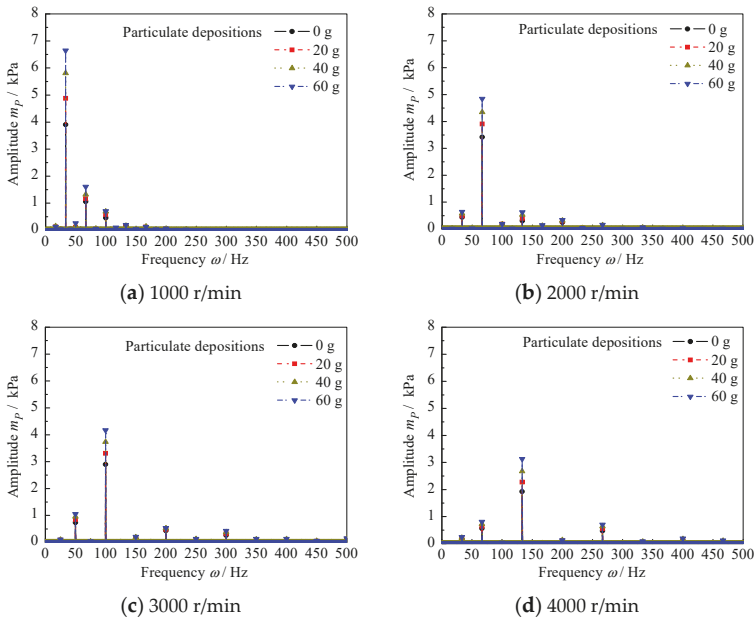 Particulate depositions
0 g
20 g
40 g
60 g
8
7
6
5
4
3
2
1
0
Amplitude m_P / kPa
0 50 100 150 200 250 300 350 400 450 500
Frequency ω / Hz
(a) 1000 r/min
Particulate depositions
0 g
20 g
40 g
60 g
8
7
6
5
4
3
2
1
0
Amplitude m_P / kPa
0 50 100 150 200 250 300 350 400 450 500
Frequency ω / Hz
(b) 2000 r/min
Particulate depositions
0 g
20 g
40 g
60 g
8
7
6
5
4
3
2
1
0
Amplitude m_P / kPa
0 50 100 150 200 250 300 350 400 450 500
Frequency ω / Hz
(c) 3000 r/min
Particulate depositions
0 g
20 g
40 g
60 g
8
7
6
5
4
3
2
1
0
Amplitude m_P / kPa
0 50 100 150 200 250 300 350 400 450 500
Frequency ω / Hz
(d) 4000 r/min